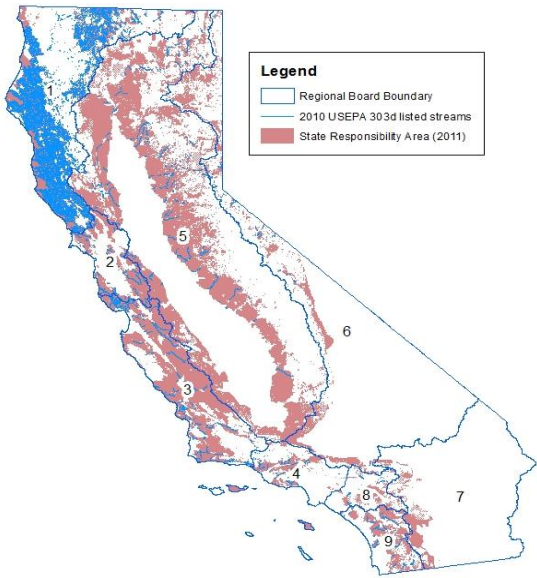 Legend
Regional Board Boundary
2010 USEPA 303d listed streams
State Responsibility Area (2011)
1
2
5
6
3
4
8
7
9